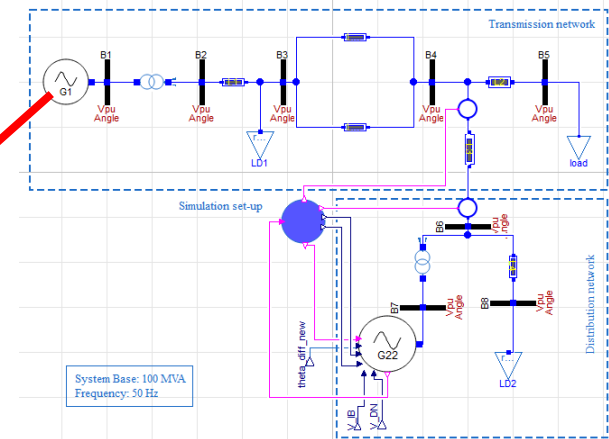 Transmission network
B1
B2
B3
B4
B5
G1
Vpu
Angle
Vpu
Angle
Vpu
Angle
Vpu
Angle
Vpu
Angle
r...
LD1
load
Simulation set-up
B6
Vpu
Angle
B7
Vpu
Angle
B8
Vpu
Angle
Distribution network
theta_diff_new
G22
r...
LD2
V_IB
V_DN
System Base: 100 MVA
Frequency: 50 Hz